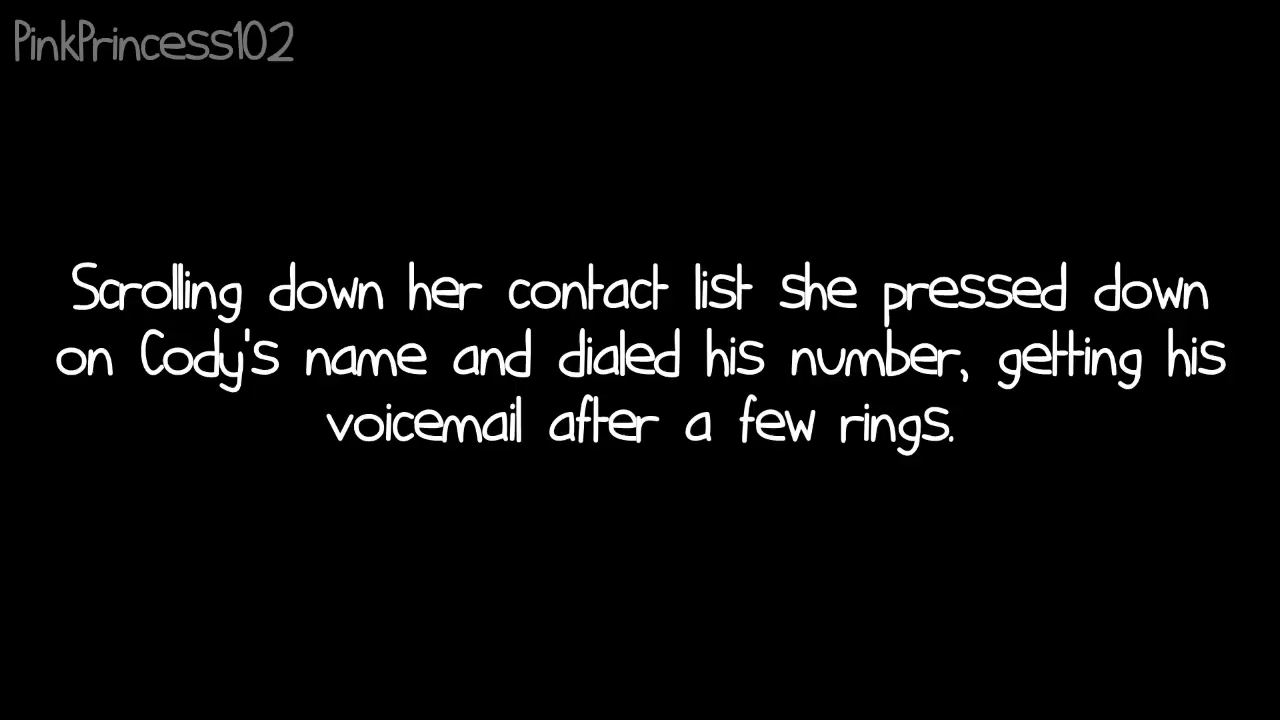 PinkPrincess102
Scrolling down her contact list she pressed down
on Cody's name and dialed his number, getting his
voicemail after a few rings.